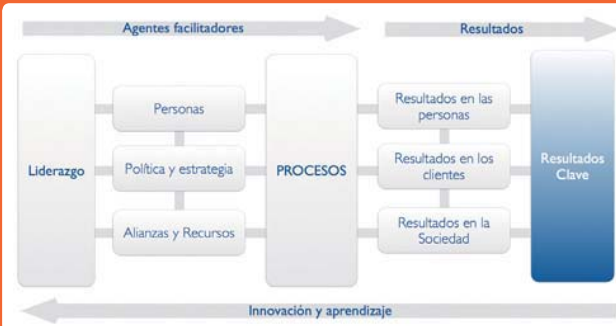 Agentes facilitadores
Resultados
Liderazgo
Personas
Política y estrategia
Alianzas y Recursos
PROCESOS
Resultados en las
personas
Resultados en los
clientes
Resultados en la
Sociedad
Resultados
Clave
Innovación y aprendizaje